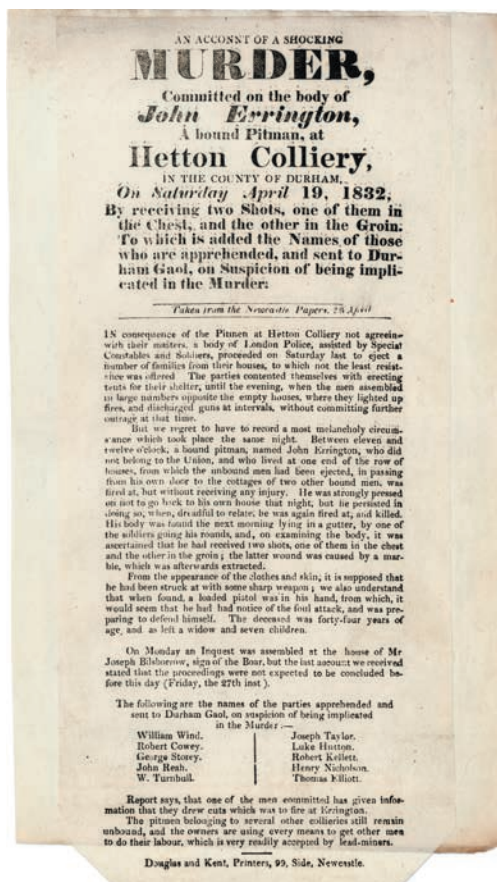 AN ACCONNT OF A SHOCKING
MURDER,
Committed on the body of
John Errington,
A bound Pitman, at
Hetton Colliery,
IN THE COUNTY OF DURHAM,
On Saturday April 19, 1832,
By receiving two Shots, one of them in
the Chest, and the other in the Groin.
To which is added the Names of those
who are apprehended, and sent to Dur-
ham Gaol, on Suspicion of being impli-
cated in the Murder:
Taken from the Newcastle Papers, April
IN consequence of the Pitmen at Hetton Colliery not agreeing
with their masters, a body of London Police, assisted by Special
Constables and Soldiers, proceeded on Saturday last to eject a
number of families from their houses, to which not the least resist-
ance was offered The parties contented themselves with erecting
tents for their shelter, until the evening, when the men assembled
in large numbers opposite the empty houses, where they lighted up
fires, and discharged guns at intervals, without committing further
outrage at that time.
But we regret to have to record a most melancholy circum-
stance which took place the same night. Between eleven and
twelve o'clock, a bound pitman, named John Errington, who did
not belong to the Union, and who lived at one end of the row of
houses, from which the unbound men had been ejected, in passing
from his own door to the cottages of two other bound men, was
fired at, but without receiving any injury. He was strongly pressed
on not to go back to his own house that night, but he persisted in
doing so, when, dreadful to relate, he was again fired at, and killed.
His body was found the next morning lying in a gutter, by one of
the soldiers going his rounds, and, on examining the body, it was
ascertained that he had received two shots, one of them in the chest
and the other in the groin; the latter wound was caused by a mar-
ble, which was afterwards extracted.
From the appearance of the clothes and skin, it is supposed that
he had been struck at with some sharp weapon; we also understand
that when found, a loaded pistol was in his hand, from which, it
would seem that he had had notice of the foul attack, and was pre-
paring to defend himself. The deceased was forty-four years of
age, and as left a widow and seven children.
On Monday an Inquest was assembled at the house of Mr
Joseph Bilsborrow, sign of the Boar, but the last account we received
stated that the proceedings were not expected to be concluded be-
fore this day (Friday, the 27th inst).
The following are the names of the parties apprehended and
sent to Durham Gaol, on suspicion of being implicated
in the Murder:—
William Wind. Joseph Taylor.
Robert Cowey. Luke Hutton.
George Storey. Robert Kellett.
John Reah. Henry Nicholson.
W. Turnbull. Thomas Elliott.
Report says, that one of the men committed has given infor-
mation that they drew cuts which was to fire at Errington.
The pitmen belonging to several other collieries still remain
unbound, and the owners are using every means to get other men
to do their labour, which is very readily accepted by lead-miners.
Douglas and Kent, Printers, 99, Side, Newcastle.